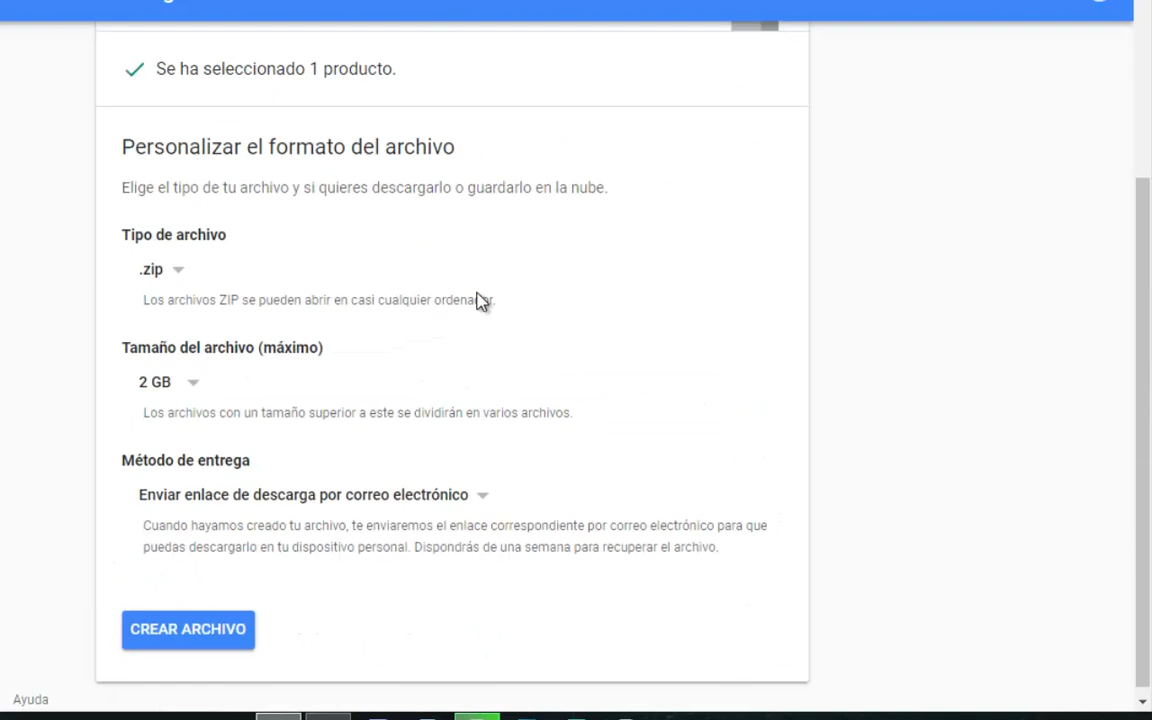 Se ha seleccionado 1 producto.
Personalizar el formato del archivo
Elige el tipo de tu archivo y si quieres descargarlo o guardarlo en la nube.
Tipo de archivo
.zip
Los archivos ZIP se pueden abrir en casi cualquier ordenador.
Tamaño del archivo (máximo)
2 GB
Los archivos con un tamaño superior a este se dividirán en varios archivos.
Método de entrega
Enviar enlace de descarga por correo electrónico
Cuando hayamos creado tu archivo, te enviaremos el enlace correspondiente por correo electrónico para que
puedas descargarlo en tu dispositivo personal. Dispondrás de una semana para recuperar el archivo.
CREAR ARCHIVO
Ayuda